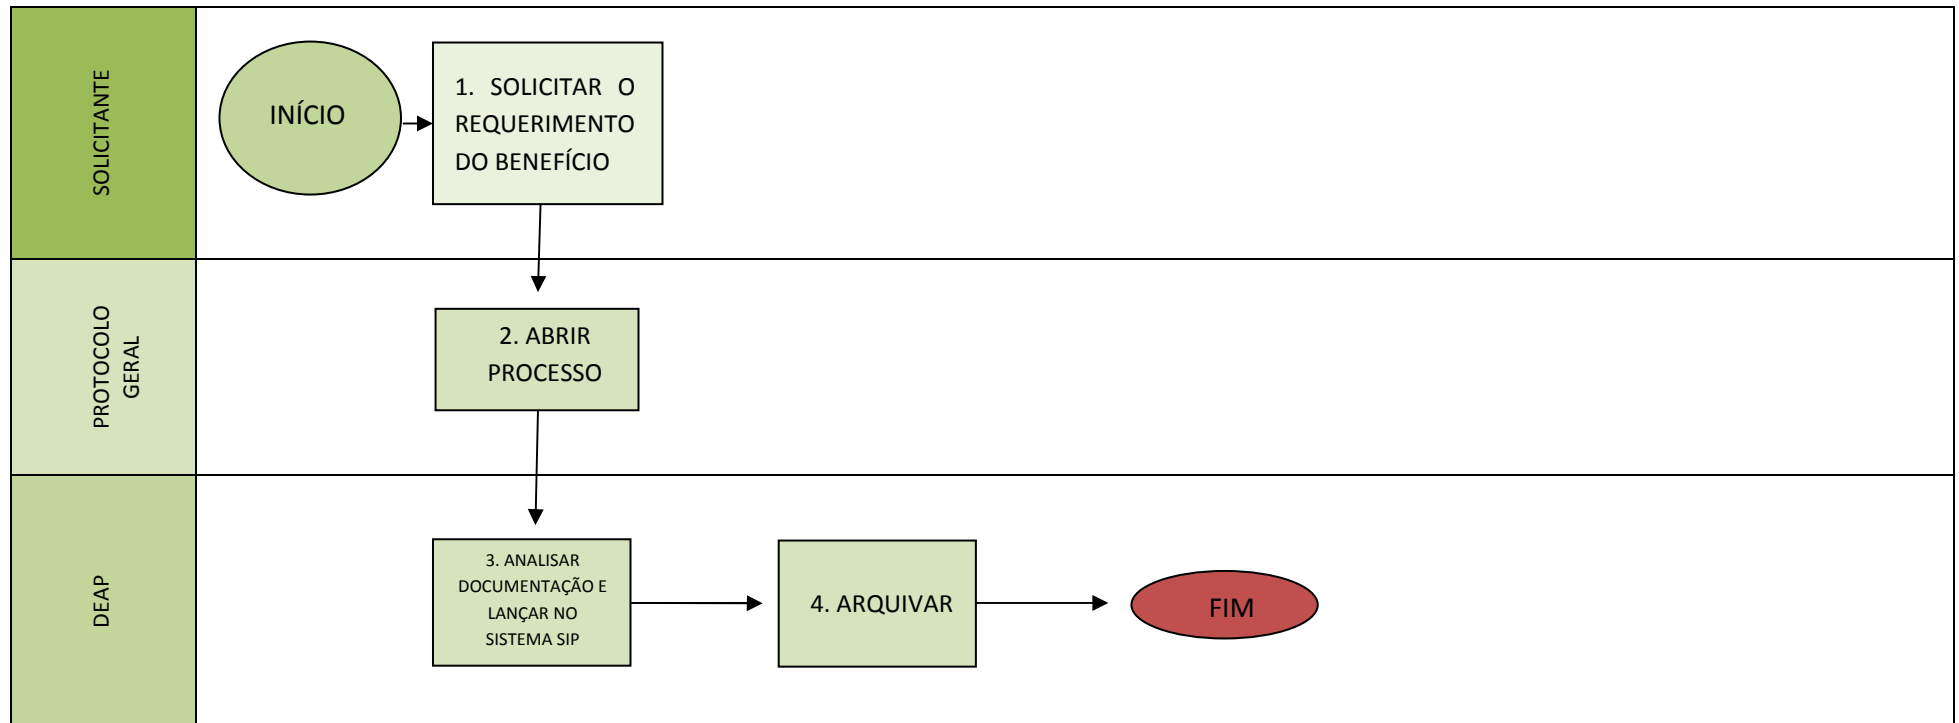 SOLICITANTE
INÍCIO
1. SOLICITAR O
REQUERIMENTO
DO BENEFÍCIO
PROTOCOLO
GERAL
2. ABRIR
PROCESSO
DEAP
3. ANALISAR
DOCUMENTAÇÃO E
LANÇAR NO
SISTEMA SIP
4. ARQUIVAR
FIM